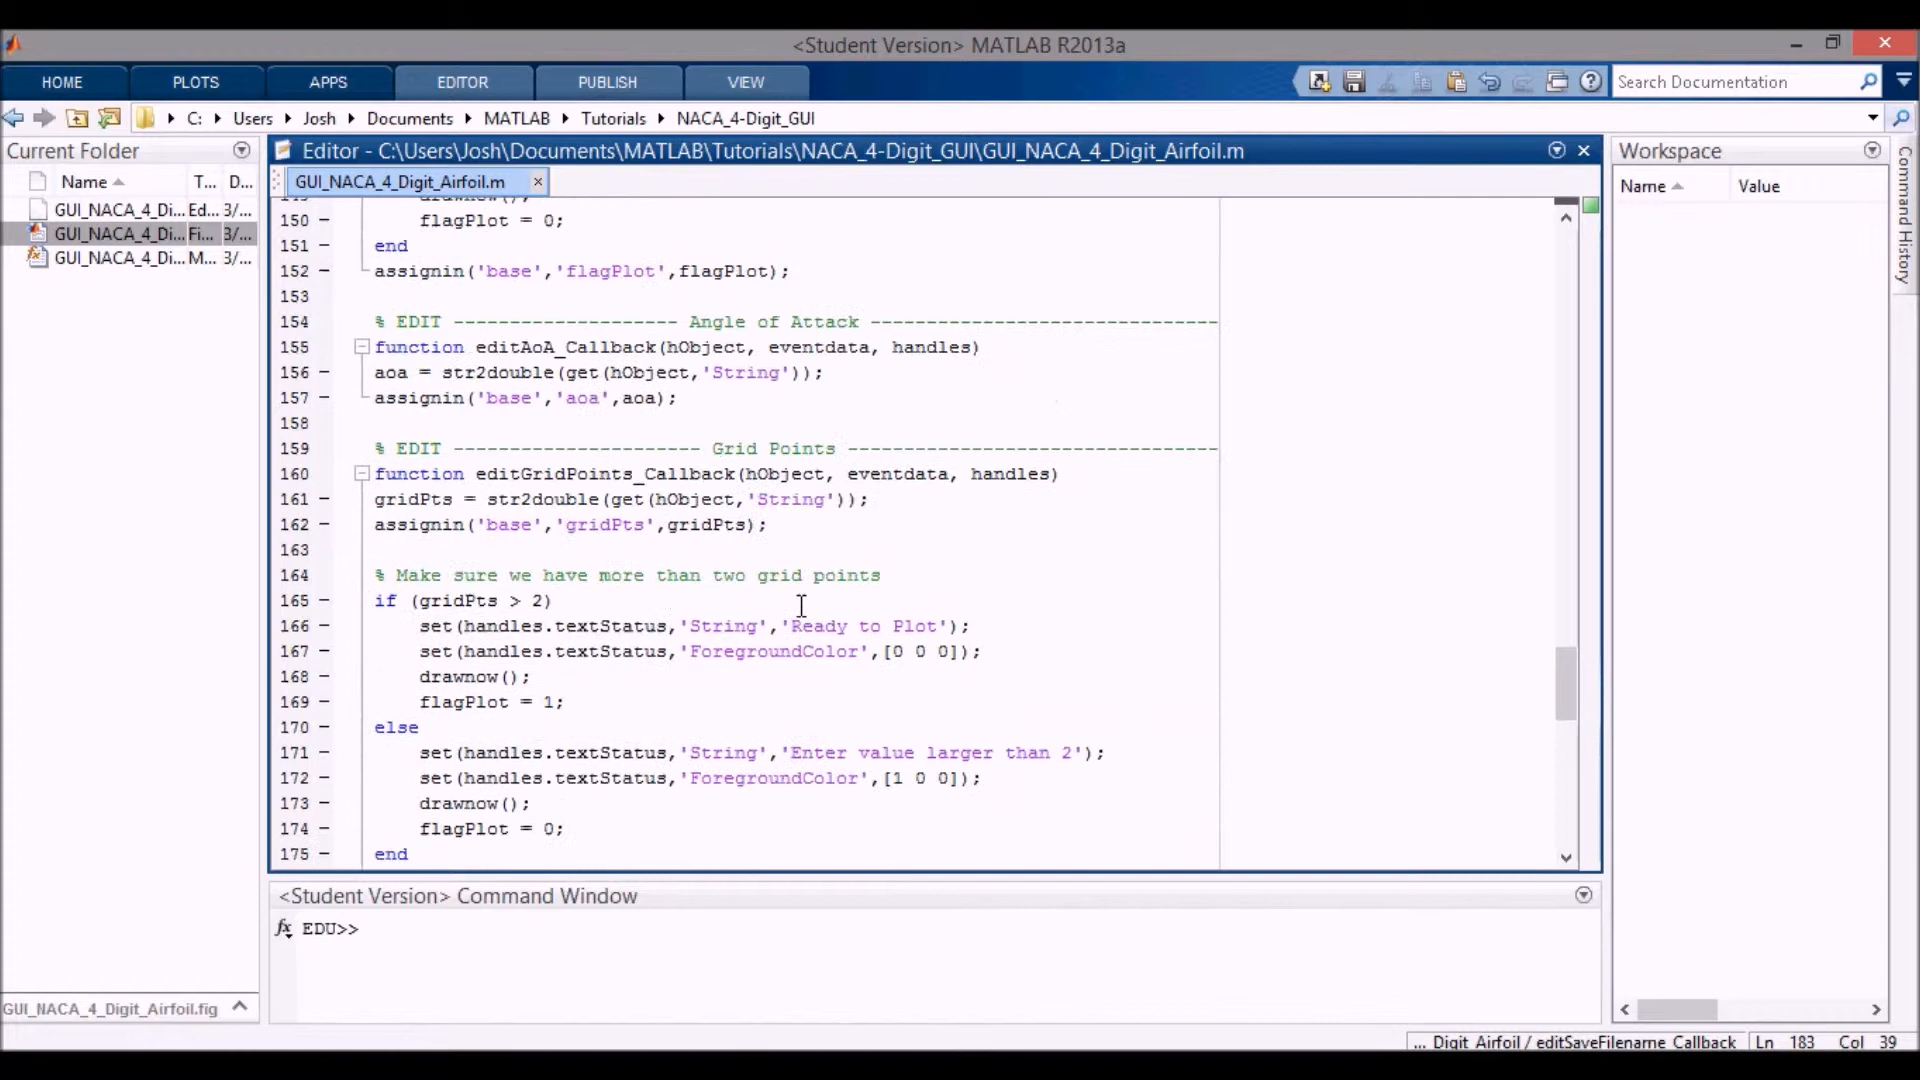 <Student Version> MATLAB R2013a
HOME PLOTS APPS EDITOR PUBLISH VIEW
Search Documentation
C: Users Josh Documents MATLAB Tutorials NACA_4-Digit_GUI
Current Folder
Name T... D...
GUI_NACA_4_Di... Ed... 3/...
GUI_NACA_4_Di... Fi... 3/...
GUI_NACA_4_Di... M... 3/...
GUI_NACA_4_Digit_Airfoil.fig
Editor - C:\Users\Josh\Documents\MATLAB\Tutorials\NACA_4-Digit_GUI\GUI_NACA_4_Digit_Airfoil.m
GUI_NACA_4_Digit_Airfoil.m
149 - drawnow();
150 - flagPlot = 0;
151 - end
152 - assignin('base','flagPlot',flagPlot);
153
154 % EDIT -------------------- Angle of Attack -------------------------------
155 function editAoA_Callback(hObject, eventdata, handles)
156 - aoa = str2double(get(hObject,'String'));
157 - assignin('base','aoa',aoa);
158
159 % EDIT ---------------------- Grid Points ---------------------------------
160 function editGridPoints_Callback(hObject, eventdata, handles)
161 - gridPts = str2double(get(hObject,'String'));
162 - assignin('base','gridPts',gridPts);
163
164 % Make sure we have more than two grid points
165 - if (gridPts > 2)
166 - set(handles.textStatus,'String','Ready to Plot');
167 - set(handles.textStatus,'ForegroundColor',[0 0 0]);
168 - drawnow();
169 - flagPlot = 1;
170 - else
171 - set(handles.textStatus,'String','Enter value larger than 2');
172 - set(handles.textStatus,'ForegroundColor',[1 0 0]);
173 - drawnow();
174 - flagPlot = 0;
175 - end
<Student Version> Command Window
fx EDU>>
Workspace
Name Value
Command History
... Digit Airfoil / editSaveFilename Callback Ln 183 Col 39